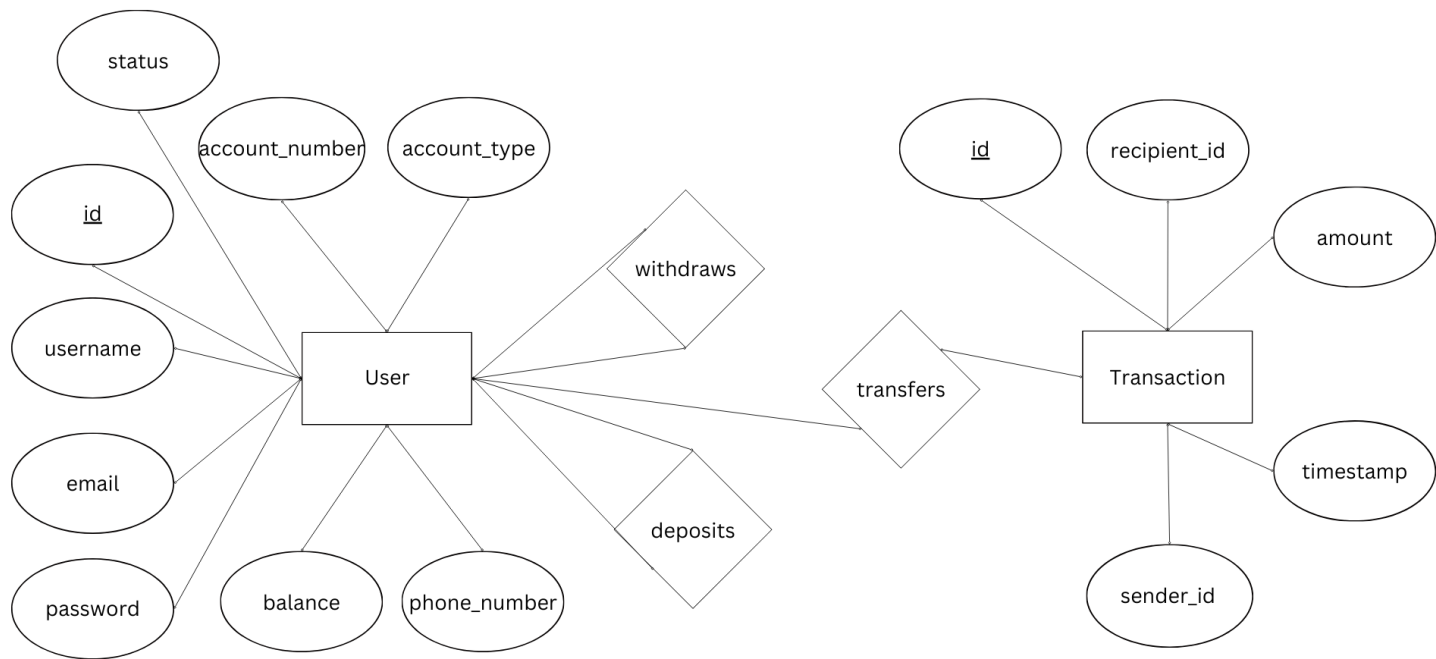 status
account_number
account_type
id
recipient_id
id
amount
withdraws
username
User
transfers
Transaction
email
timestamp
deposits
password
balance
phone_number
sender_id